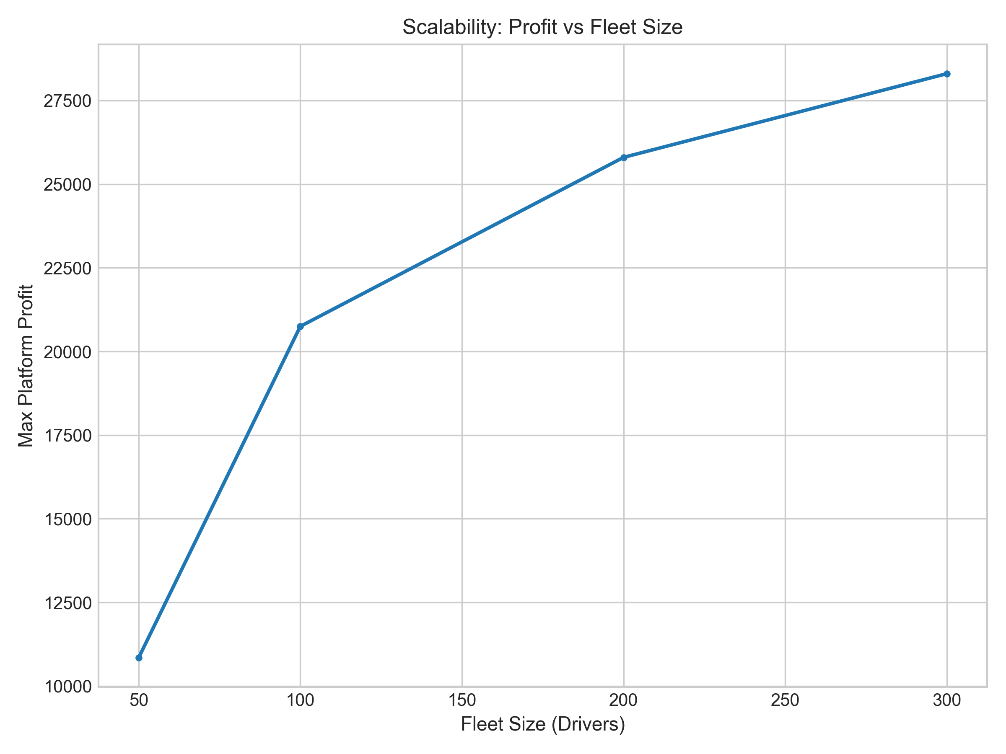 Scalability: Profit vs Fleet Size
Max Platform Profit
27500
25000
22500
20000
17500
15000
12500
10000
50 100 150 200 250 300
Fleet Size (Drivers)